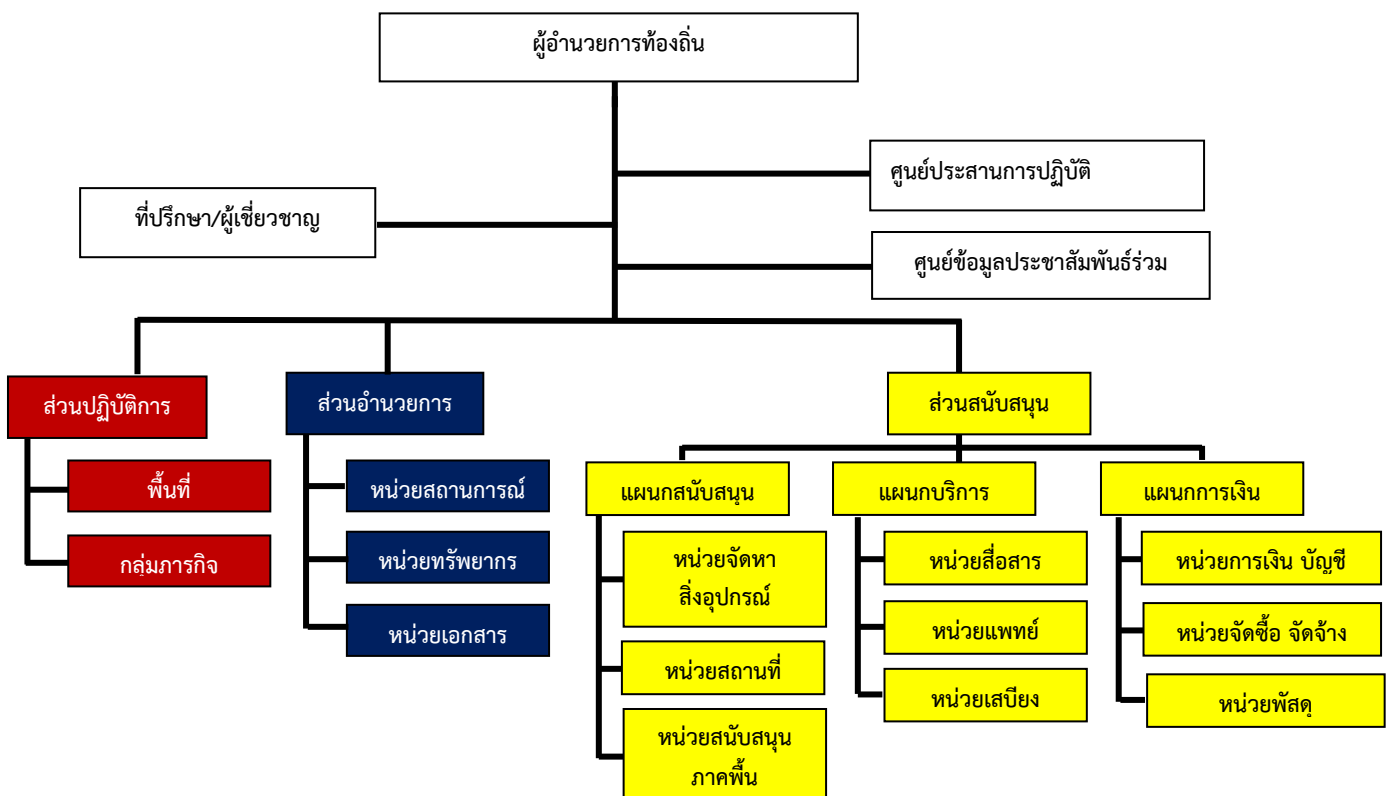 ผู้อำนวยการท้องถิ่น
ศูนย์ประสานการปฏิบัติ
ที่ปรึกษา/ผู้เชี่ยวชาญ
ศูนย์ข้อมูลประชาสัมพันธ์ร่วม
ส่วนปฏิบัติการ
ส่วนอำนวยการ
ส่วนสนับสนุน
พื้นที่
กลุ่มภารกิจ
หน่วยสถานการณ์
หน่วยทรัพยากร
หน่วยเอกสาร
แผนกสนับสนุน
แผนกบริการ
แผนกการเงิน
หน่วยจัดหา
สิ่งอุปกรณ์
หน่วยสถานที่
หน่วยสนับสนุน
ภาคพื้น
หน่วยสื่อสาร
หน่วยแพทย์
หน่วยเสบียง
หน่วยการเงิน บัญชี
หน่วยจัดซื้อ จัดจ้าง
หน่วยพัสดุ